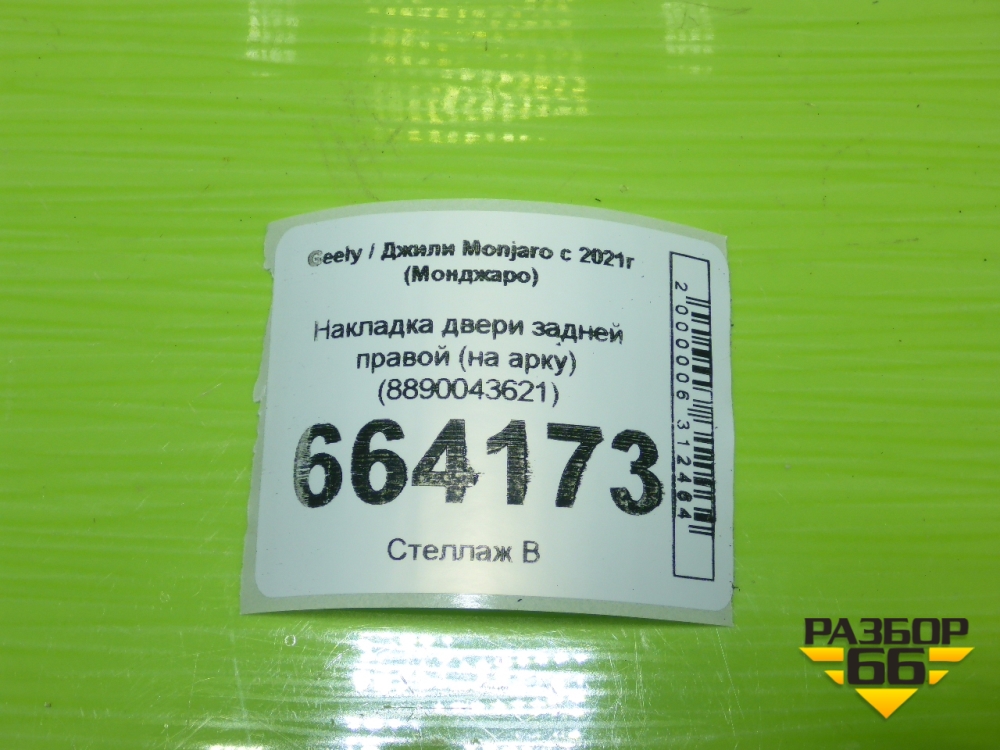 Geely / Джили Monjaro с 2021г
(Монджаро)
Накладка двери задней
правой (на арку)
(8890043621)
664173
Стеллаж В
2000006312464
РАЗБОР
66